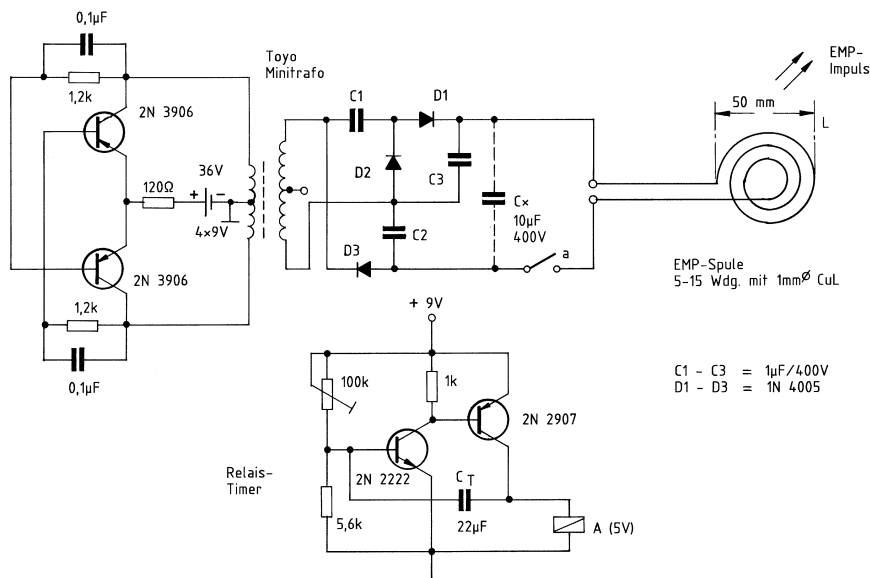 0,1µF
1,2k
2N 3906
120Ω
36V
+ −
4×9V
2N 3906
1,2k
0,1µF
Toyo
Minitrafo
C1
D1
D2
C3
C2
D3
Cx
10µF
400V
a
50 mm
L
EMP-
Impuls
EMP-Spule
5-15 Wdg. mit 1mmø CuL
C1 - C3 = 1µF/400V
D1 - D3 = 1N 4005
+ 9V
100k
1k
2N 2907
2N 2222
Relais-
Timer
5,6k
CT
22µF
A (5V)